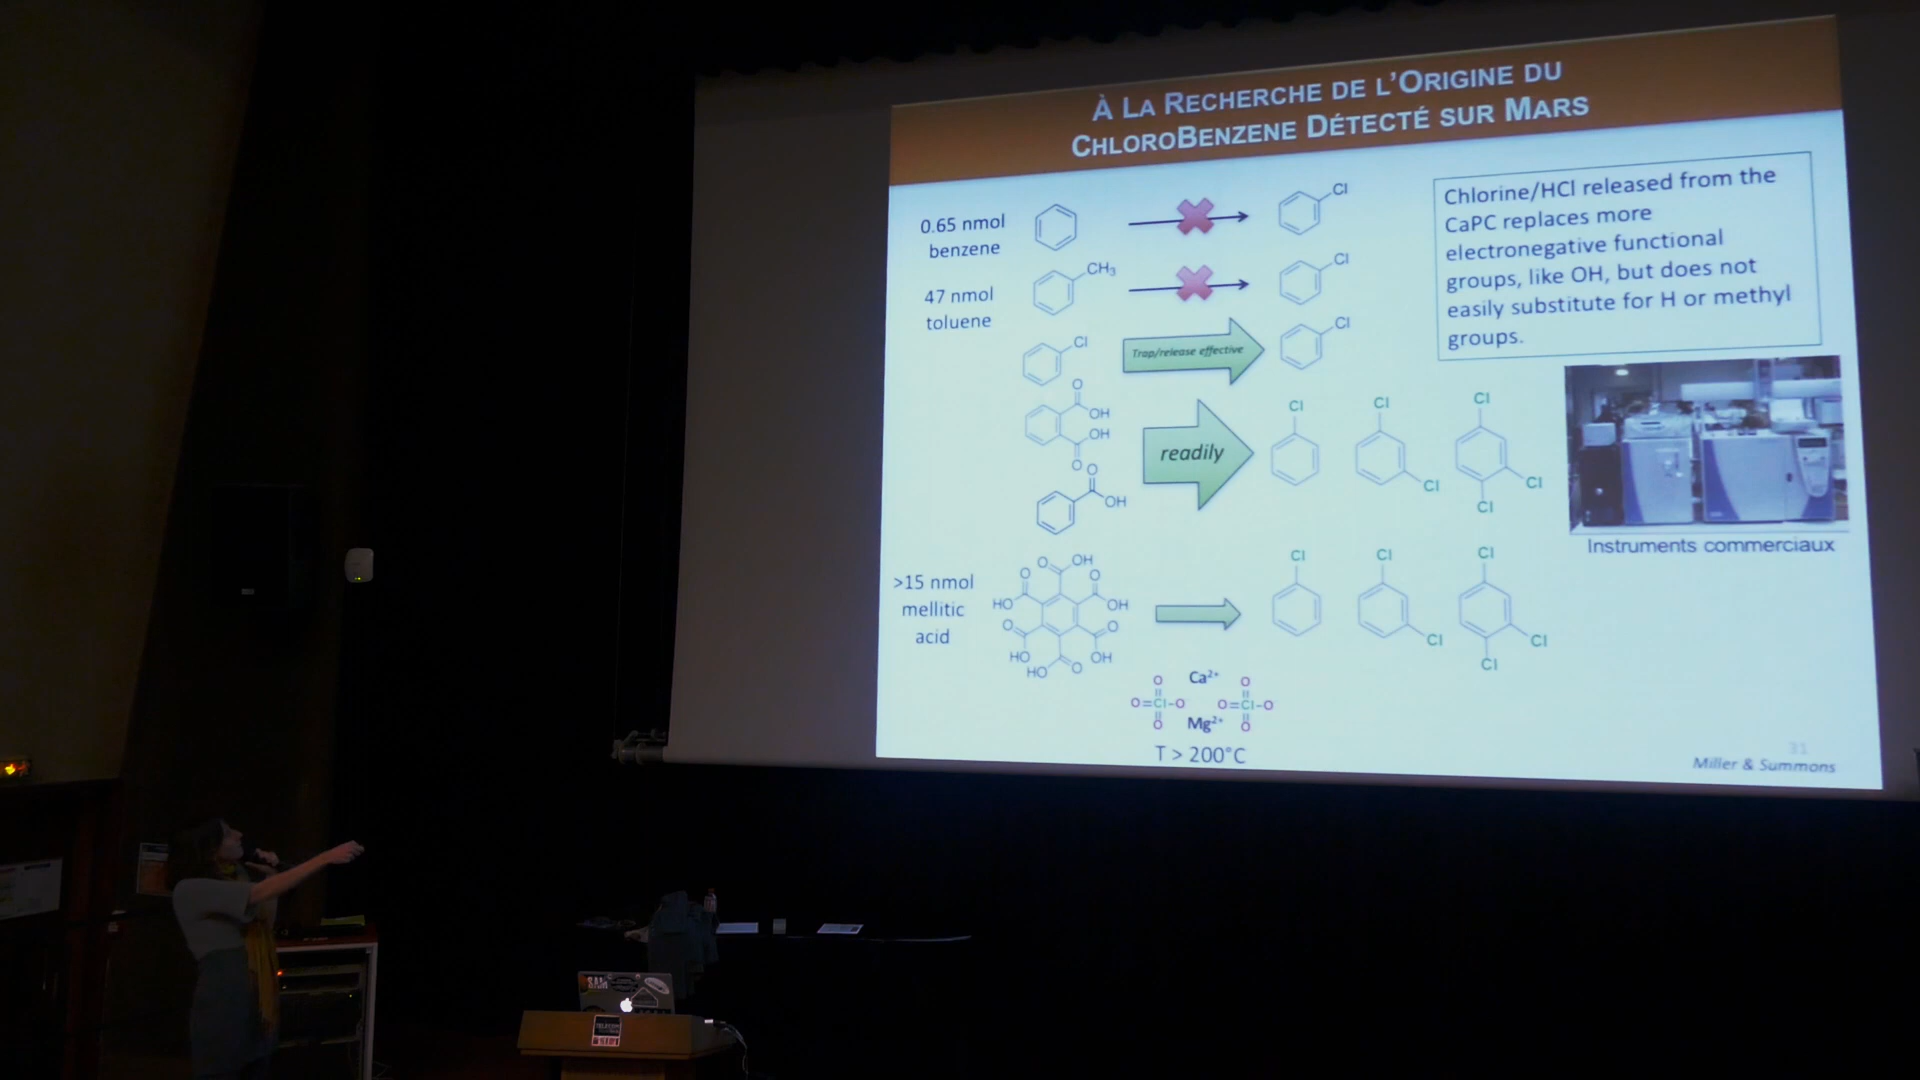 À LA RECHERCHE DE L'ORIGINE DU
CHLOROBENZENE DÉTECTÉ SUR MARS
0.65 nmol
benzene
Cl
47 nmol
toluene
CH₃
Cl
Cl
Trap/release effective
Cl
O
OH
OH
O
O
OH
readily
Cl
Cl
Cl
Cl
Cl
Cl
>15 nmol
mellitic
acid
O
OH
O
O
HO
OH
O
O
HO
OH
HO
O
Cl
Cl
Cl
Cl
Cl
Cl
O
Ca²⁺
O
O=Cl-O
O=Cl-O
O
Mg²⁺
O
T > 200°C
Chlorine/HCl released from the
CaPC replaces more
electronegative functional
groups, like OH, but does not
easily substitute for H or methyl
groups.
Instruments commerciaux
31
Miller & Summons
SAM
TELECOM